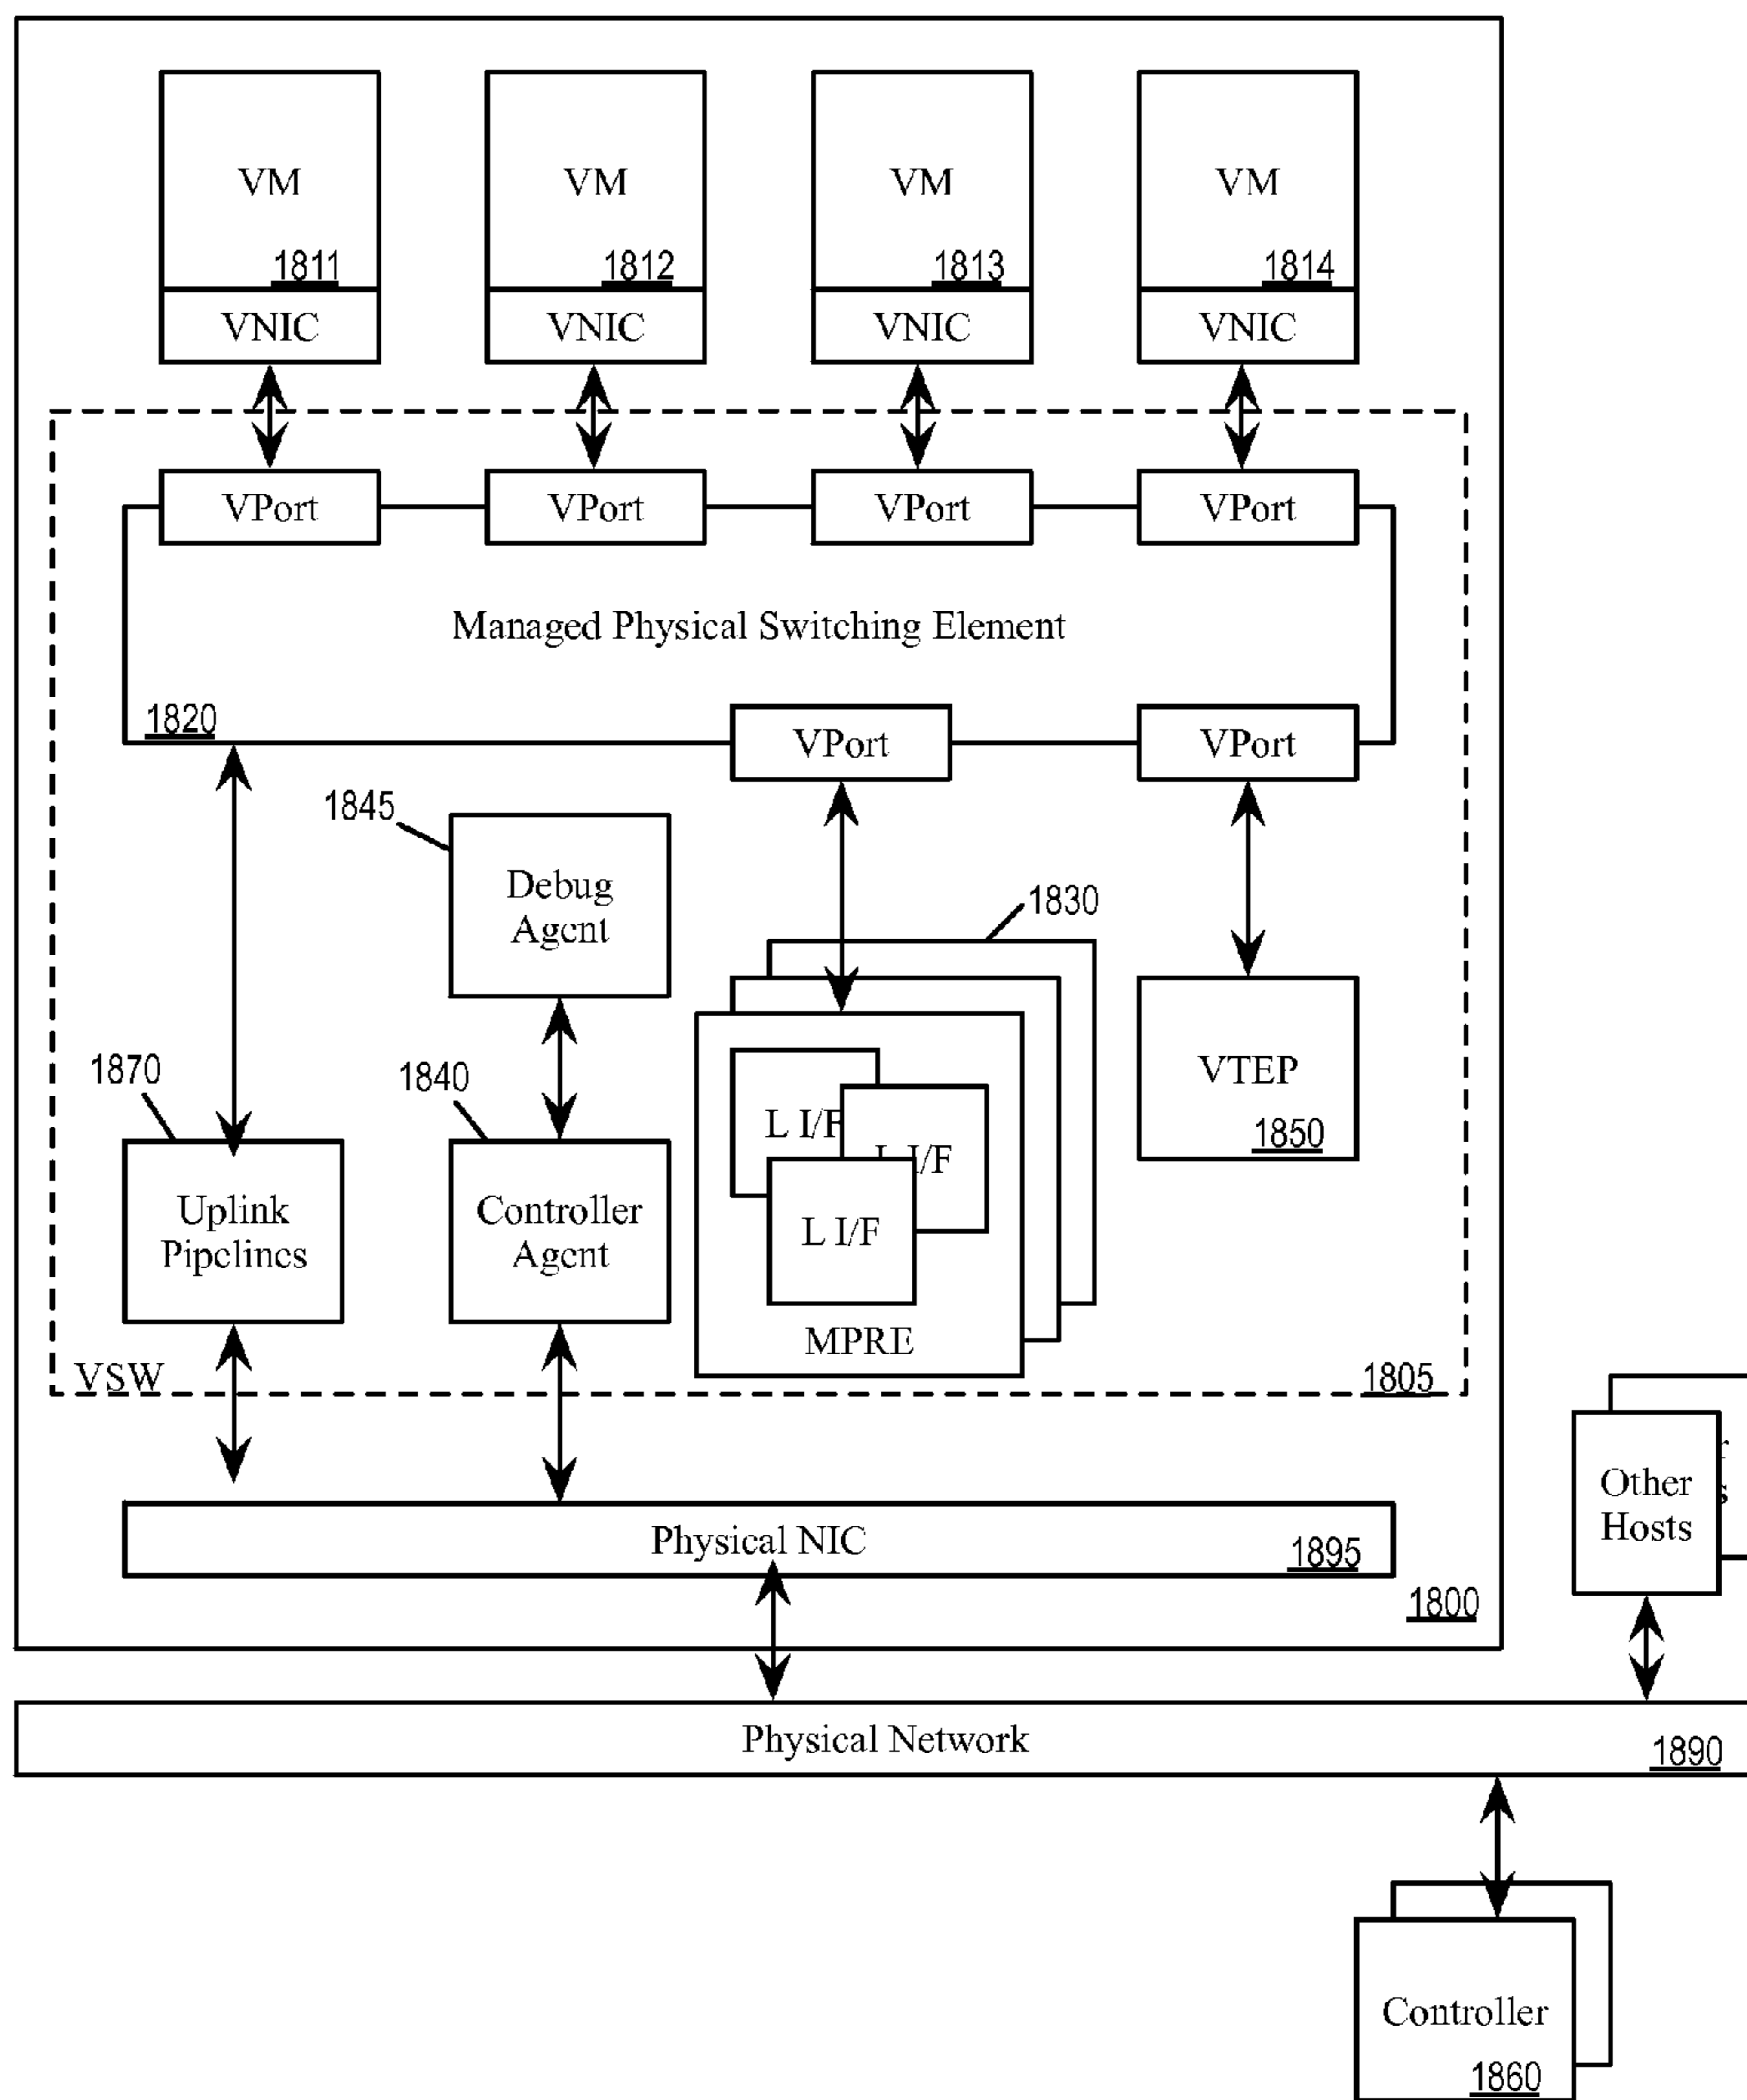 VM
VM
VM
VM
1811
1812
1813
1814
VNIC
VNIC
VNIC
VNIC
VPort
VPort
VPort
VPort
Managed Physical Switching Element
1820
VPort
VPort
1845
Debug
Agent
1830
1870
1840
VTEP
1850
L I/F
I/F
L I/F
Uplink
Pipelines
Controller
Agent
MPRE
VSW
1805
Other
Hosts
r
s
Physical NIC
1895
1800
Physical Network
1890
Controller
1860